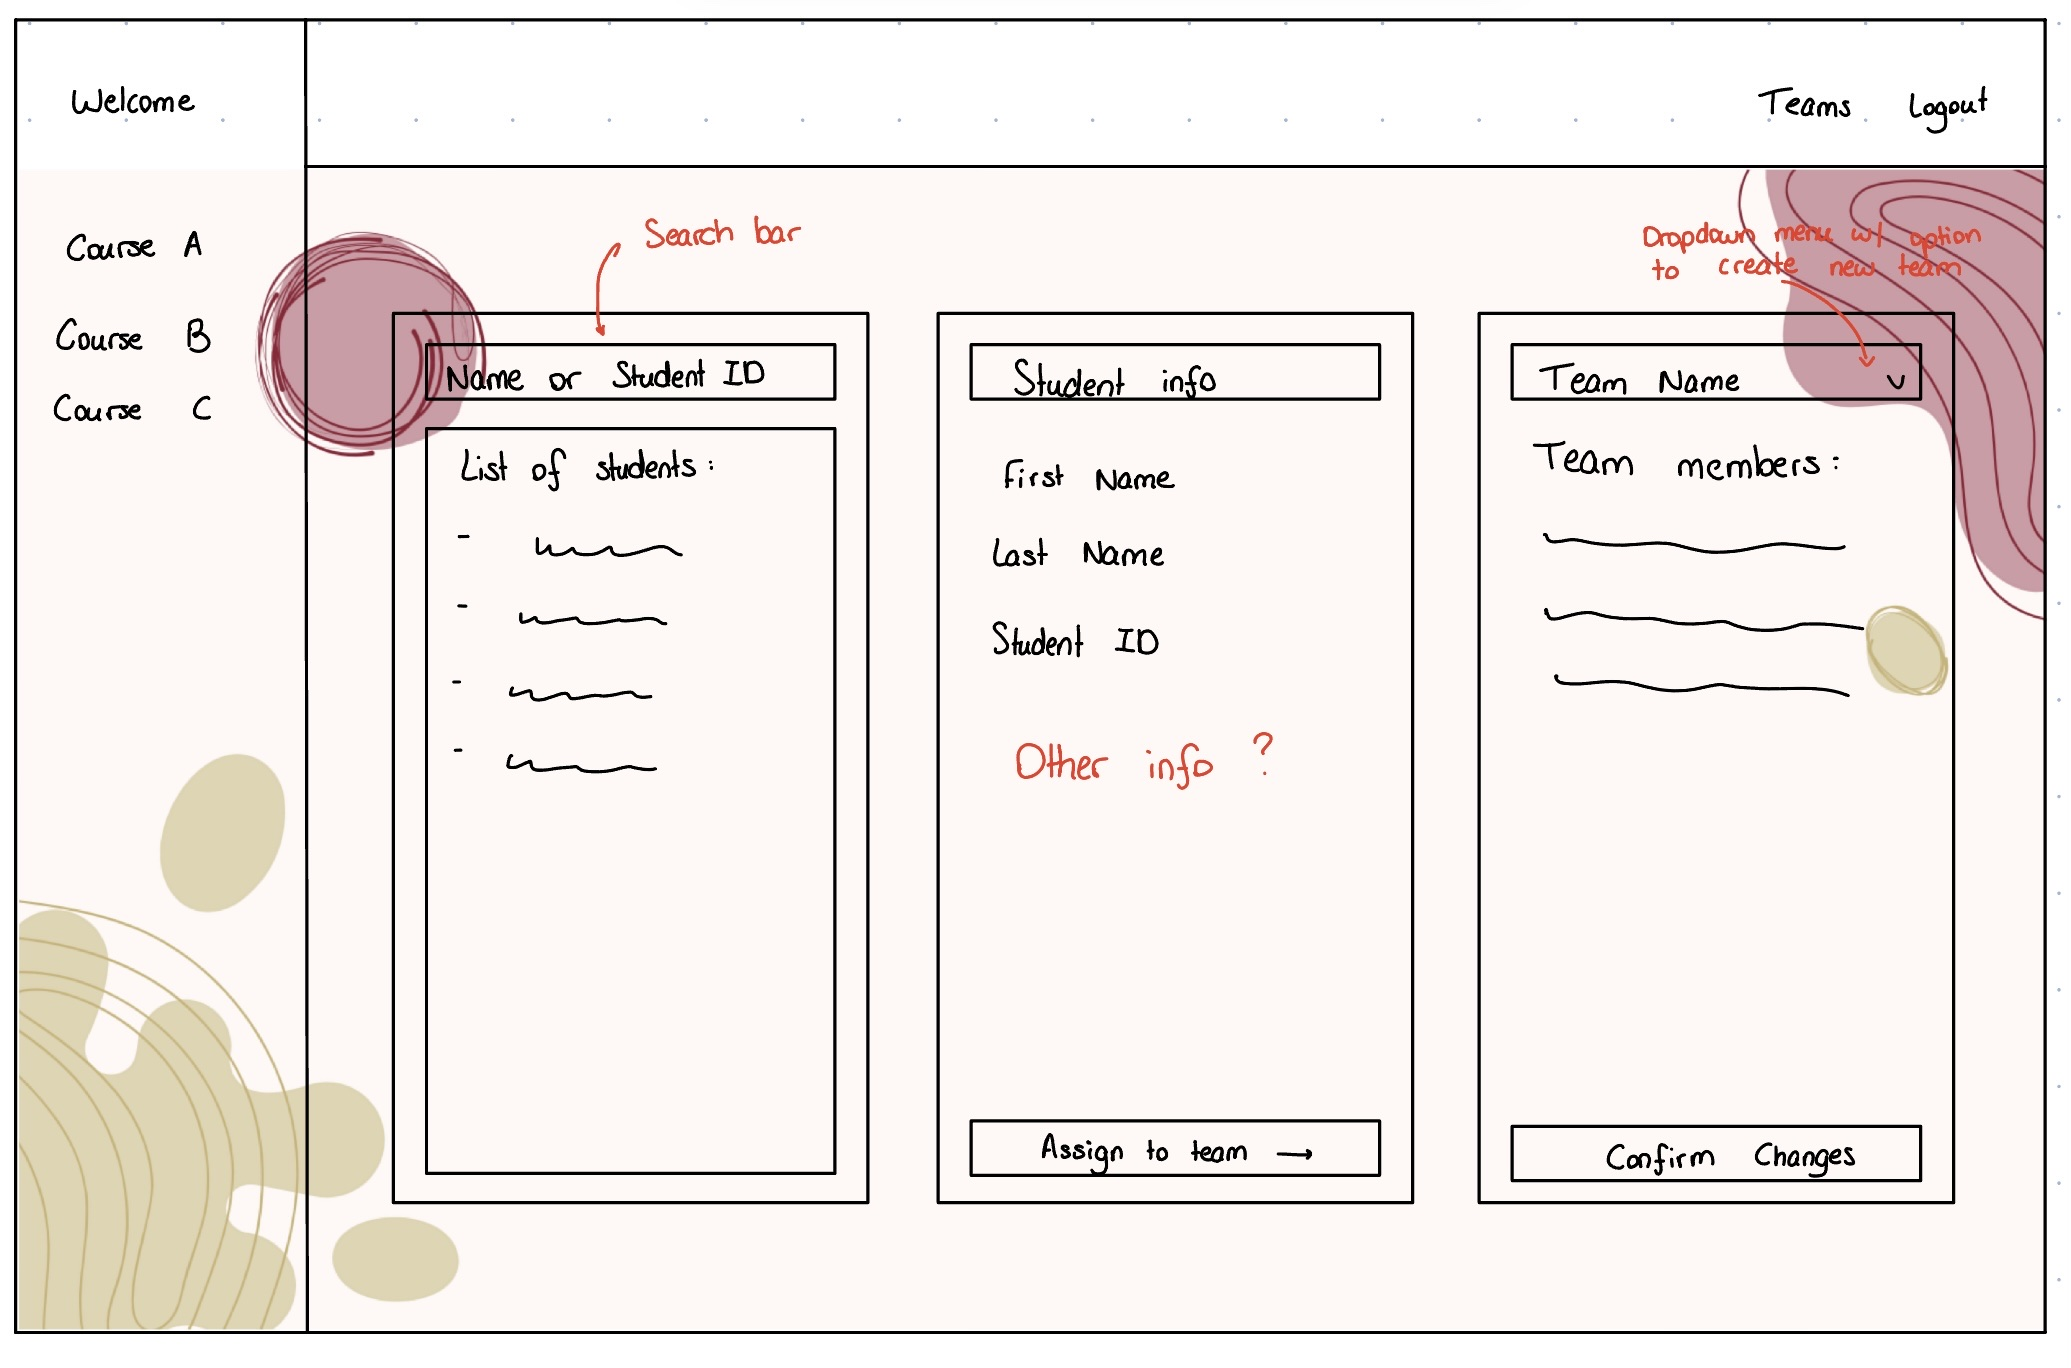 Welcome
Teams Logout
Course A
Course B
Course C
Search bar
Name or Student ID
List of students:
-
-
-
-
Student info
First Name
Last Name
Student ID
Other info ?
Assign to team →
Dropdown menu w/ option
to create new team
Team Name v
Team members:
Confirm Changes